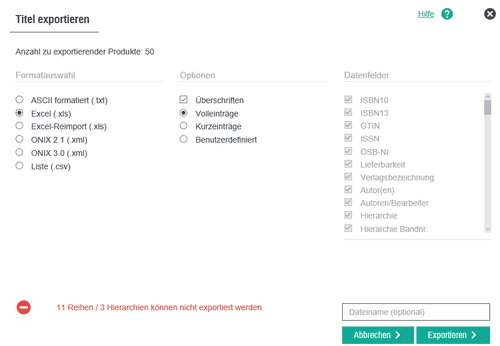 Titel exportieren
Hilfe ?
Anzahl zu exportierender Produkte: 50
Formatauswahl
ASCII formatiert (.txt)
Excel (.xls)
Excel-Reimport (.xls)
ONIX 2.1 (.xml)
ONIX 3.0 (.xml)
Liste (.csv)
Optionen
Überschriften
Volleinträge
Kurzeinträge
Benutzerdefiniert
Datenfelder
ISBN10
ISBN13
GTIN
ISSN
ÖSB-Nr
Lieferbarkeit
Verlagsbezeichnung
Autor(en)
Autoren/Bearbeiter
Hierarchie
Hierarchie Bandnr.
11 Reihen / 3 Hierarchien können nicht exportiert werden.
Dateiname (optional)
Abbrechen
Exportieren